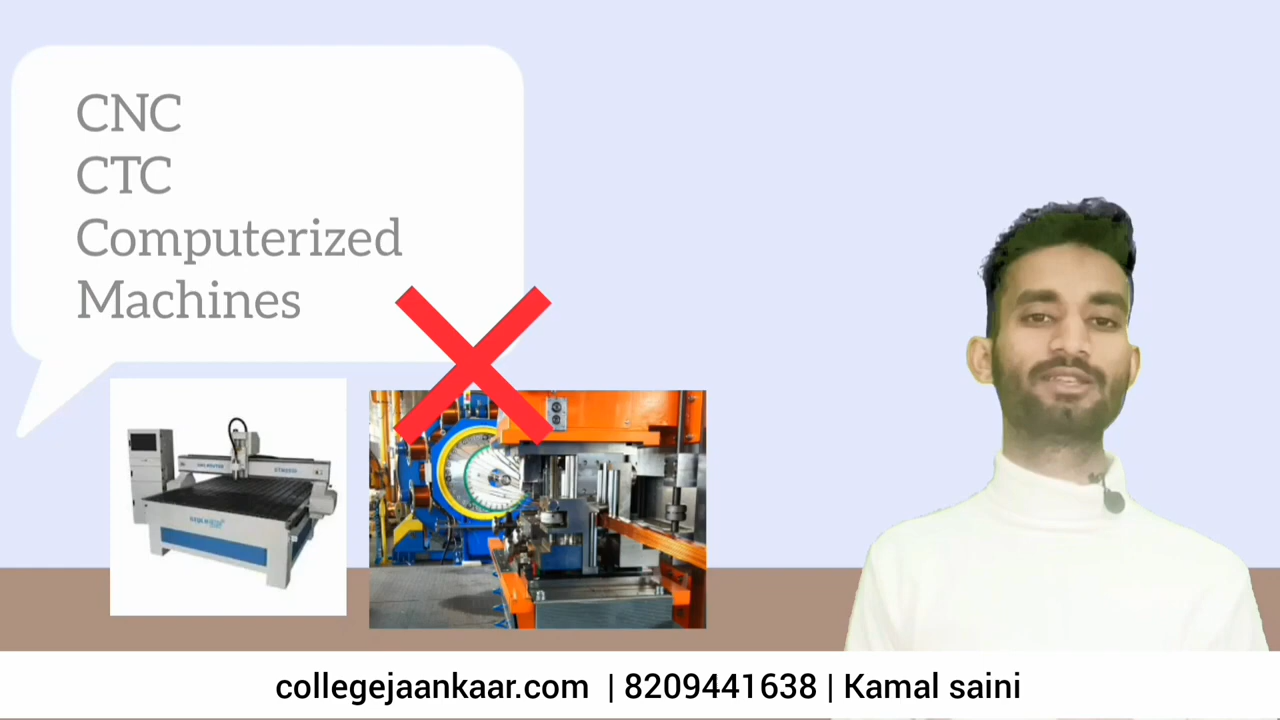 CNC
CTC
Computerized
Machines
collegejaankaar.com | 8209441638 | Kamal saini